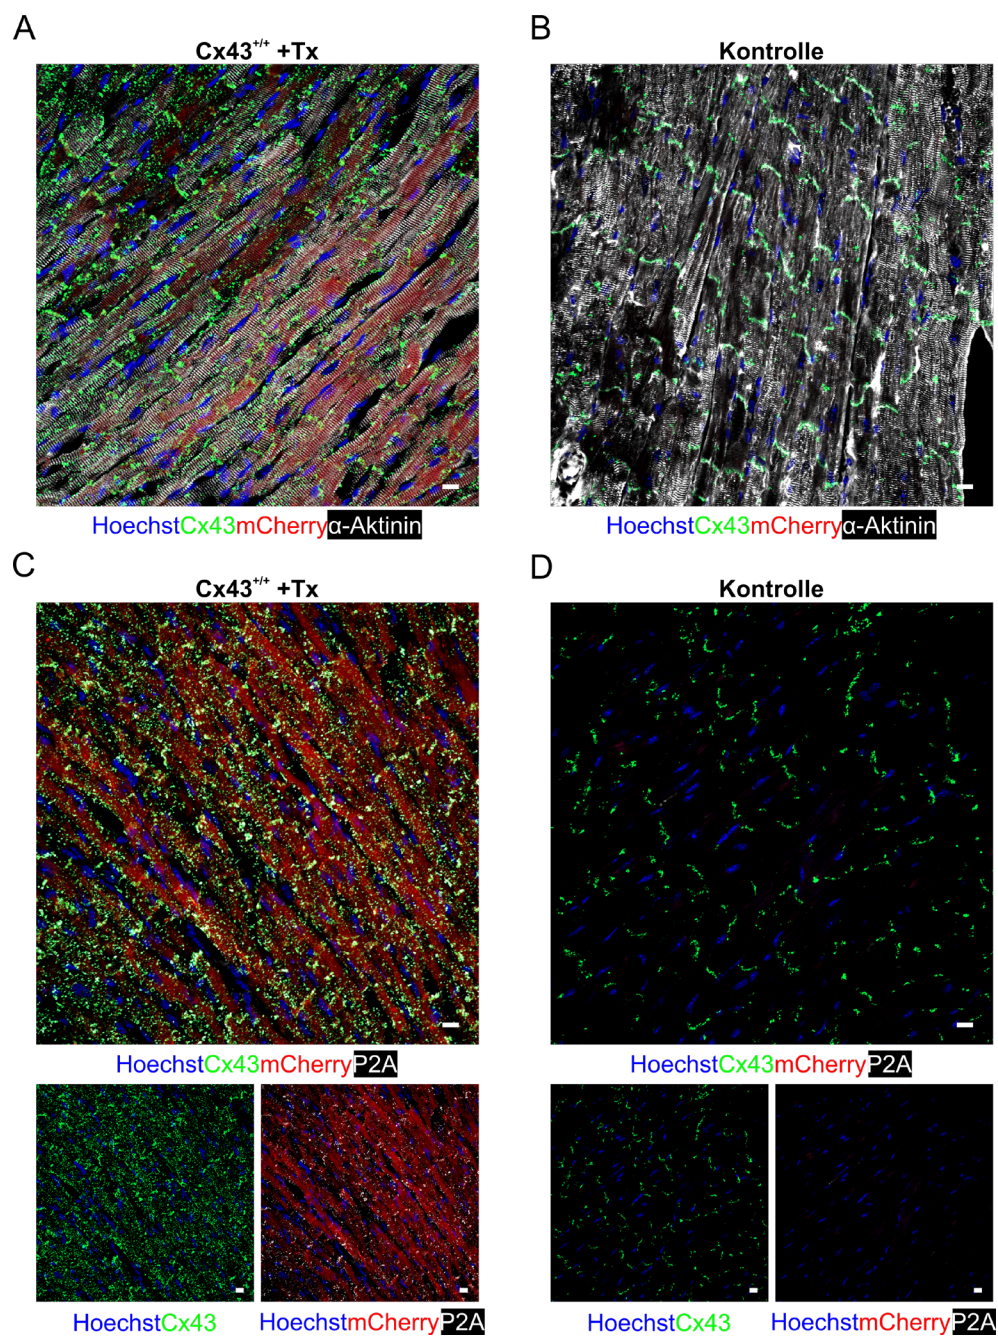 A
Cx43+/+ +Tx
B
Kontrolle
HoechstCx43mCherryα-Aktinin
HoechstCx43mCherryα-Aktinin
C
Cx43+/+ +Tx
D
Kontrolle
HoechstCx43mCherryP2A
HoechstCx43mCherryP2A
HoechstCx43
HoechstmCherryP2A
HoechstCx43
HoechstmCherryP2A